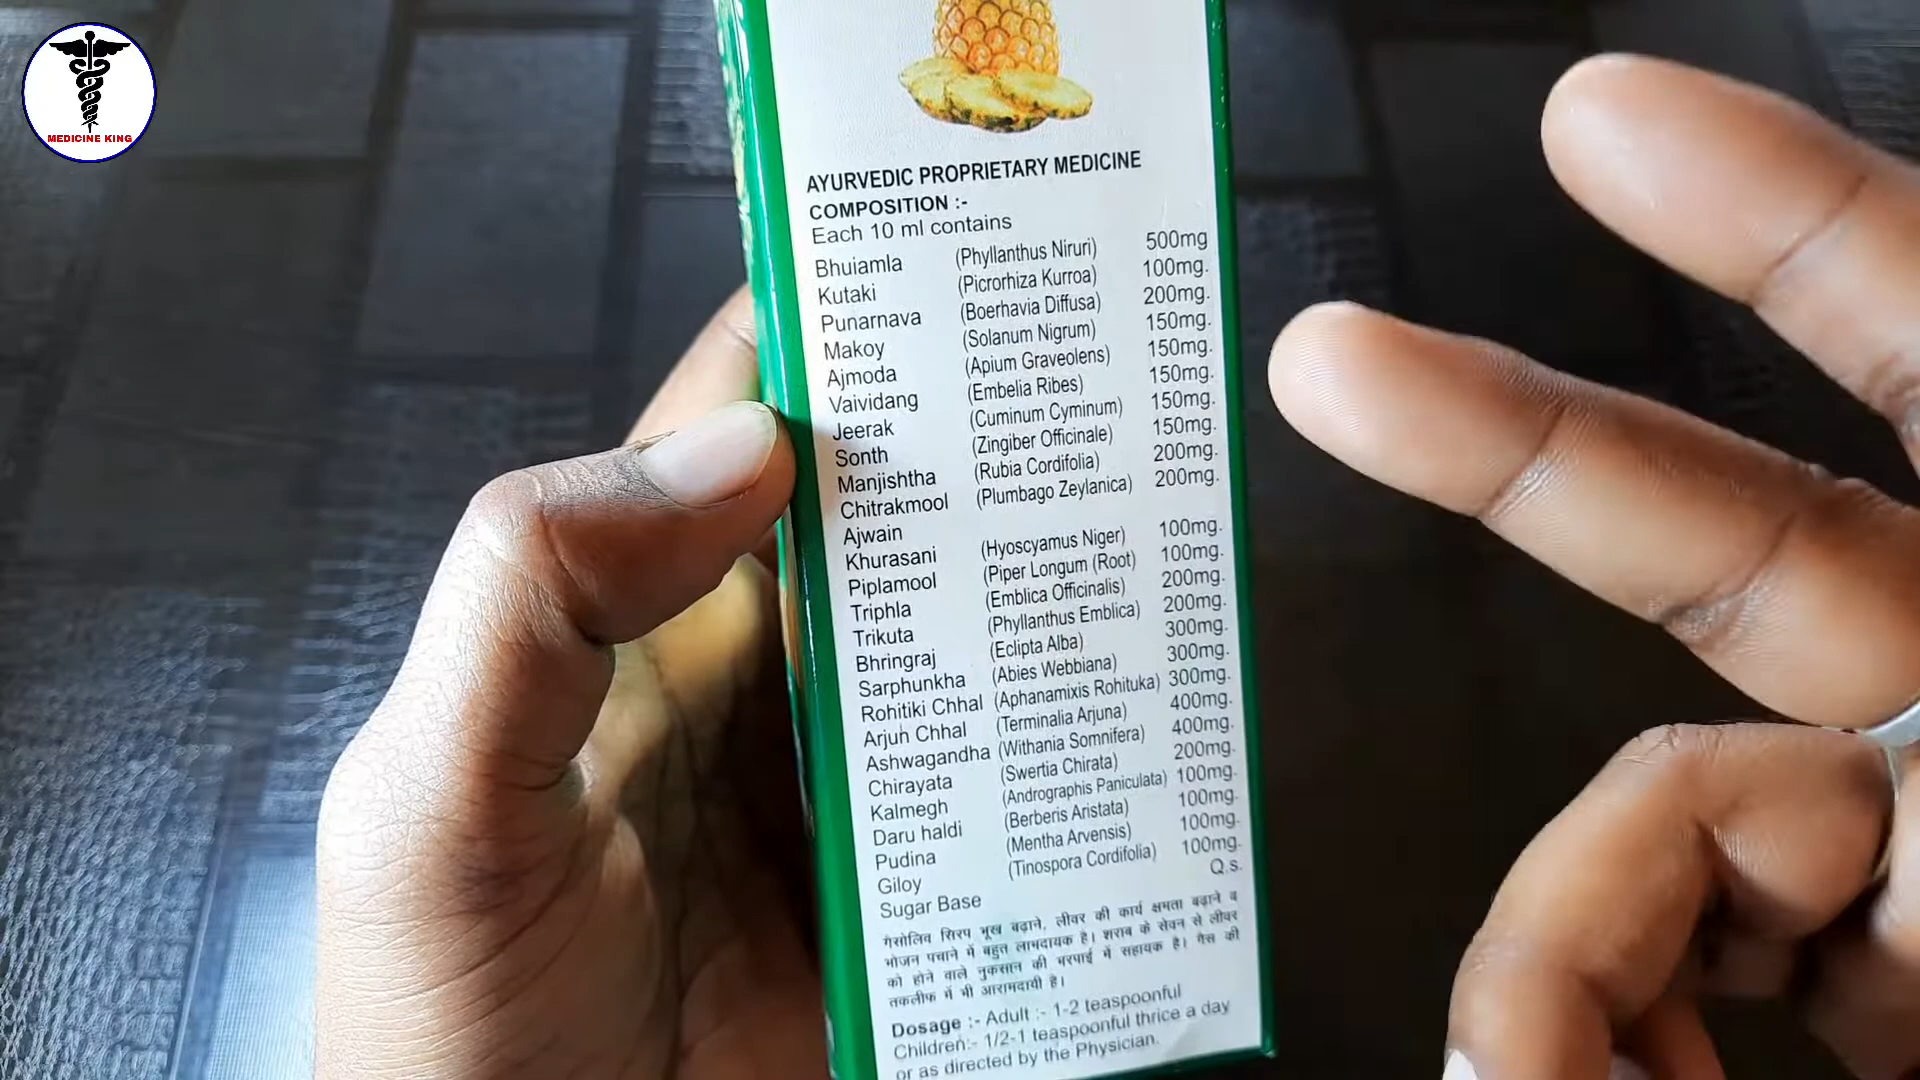 MEDICINE KING
AYURVEDIC PROPRIETARY MEDICINE
COMPOSITION :-
Each 10 ml contains
Bhuiamla (Phyllanthus Niruri) 500mg
Kutaki (Picrorhiza Kurroa) 100mg.
Punarnava (Boerhavia Diffusa) 200mg.
Makoy (Solanum Nigrum) 150mg.
Ajmoda (Apium Graveolens) 150mg.
Vaividang (Embelia Ribes) 150mg.
Jeerak (Cuminum Cyminum) 150mg.
Sonth (Zingiber Officinale) 150mg.
Manjishtha (Rubia Cordifolia) 200mg.
Chitrakmool (Plumbago Zeylanica) 200mg.
Ajwain
Khurasani (Hyoscyamus Niger) 100mg.
Piplamool (Piper Longum (Root) 100mg.
Triphla (Emblica Officinalis) 200mg.
Trikuta (Phyllanthus Emblica) 200mg.
Bhringraj (Eclipta Alba) 300mg.
Sarphunkha (Abies Webbiana) 300mg.
Rohitiki Chhal (Aphanamixis Rohituka) 300mg.
Arjun Chhal (Terminalia Arjuna) 400mg.
Ashwagandha (Withania Somnifera) 400mg.
Chirayata (Swertia Chirata) 200mg.
Kalmegh (Andrographis Paniculata) 100mg.
Daru haldi (Berberis Aristata) 100mg.
Pudina (Mentha Arvensis) 100mg.
Giloy (Tinospora Cordifolia) 100mg.
Sugar Base Q.s.
गैसोलिव सिरप भूख बढ़ाने, लीवर की कार्य क्षमता बढ़ाने व
भोजन पचाने में बहुत लाभदायक है। शराब के सेवन से लीवर
को होने वाले नुकसान की भरपाई में सहायक है। गैस की
तकलीफ में भी आरामदायी है।
Dosage :- Adult :- 1-2 teaspoonful
Children:- 1/2-1 teaspoonful thrice a day
or as directed by the Physician.